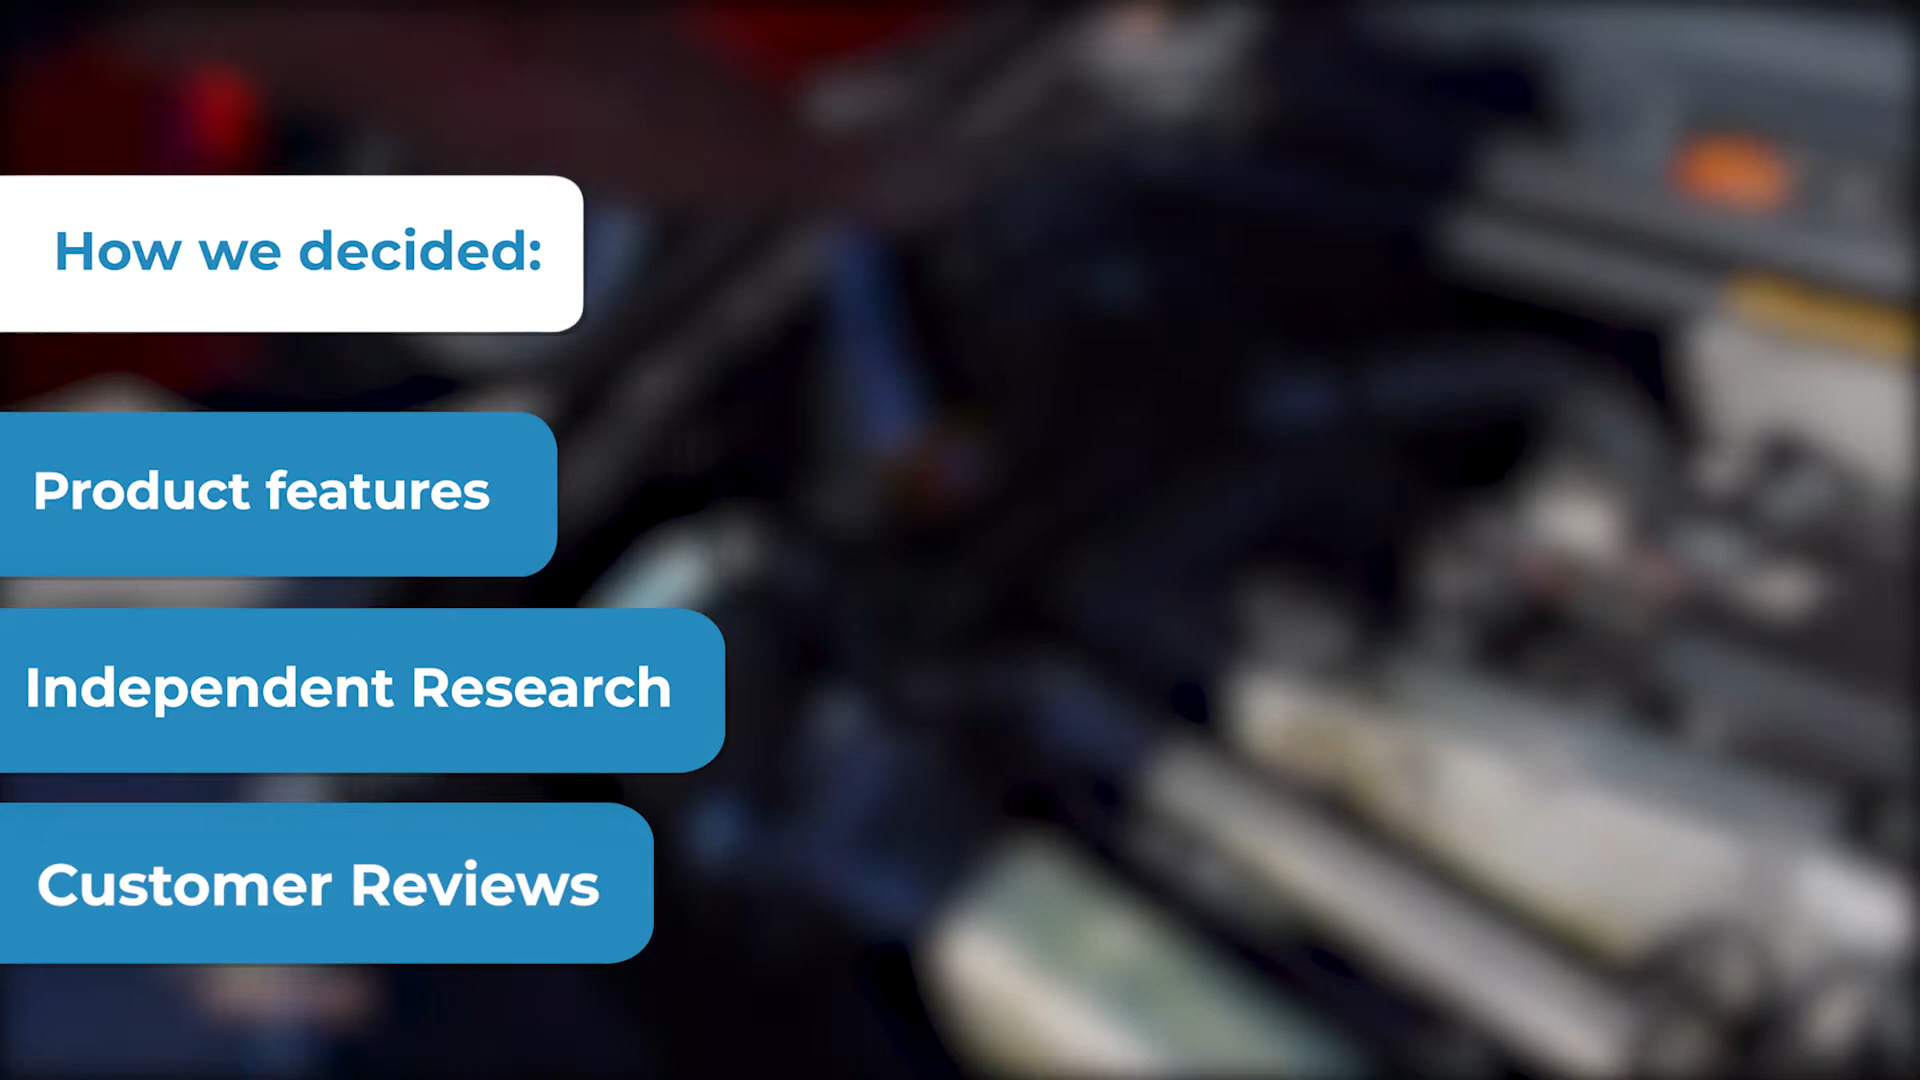 How we decided:
Product features
Independent Research
Customer Reviews